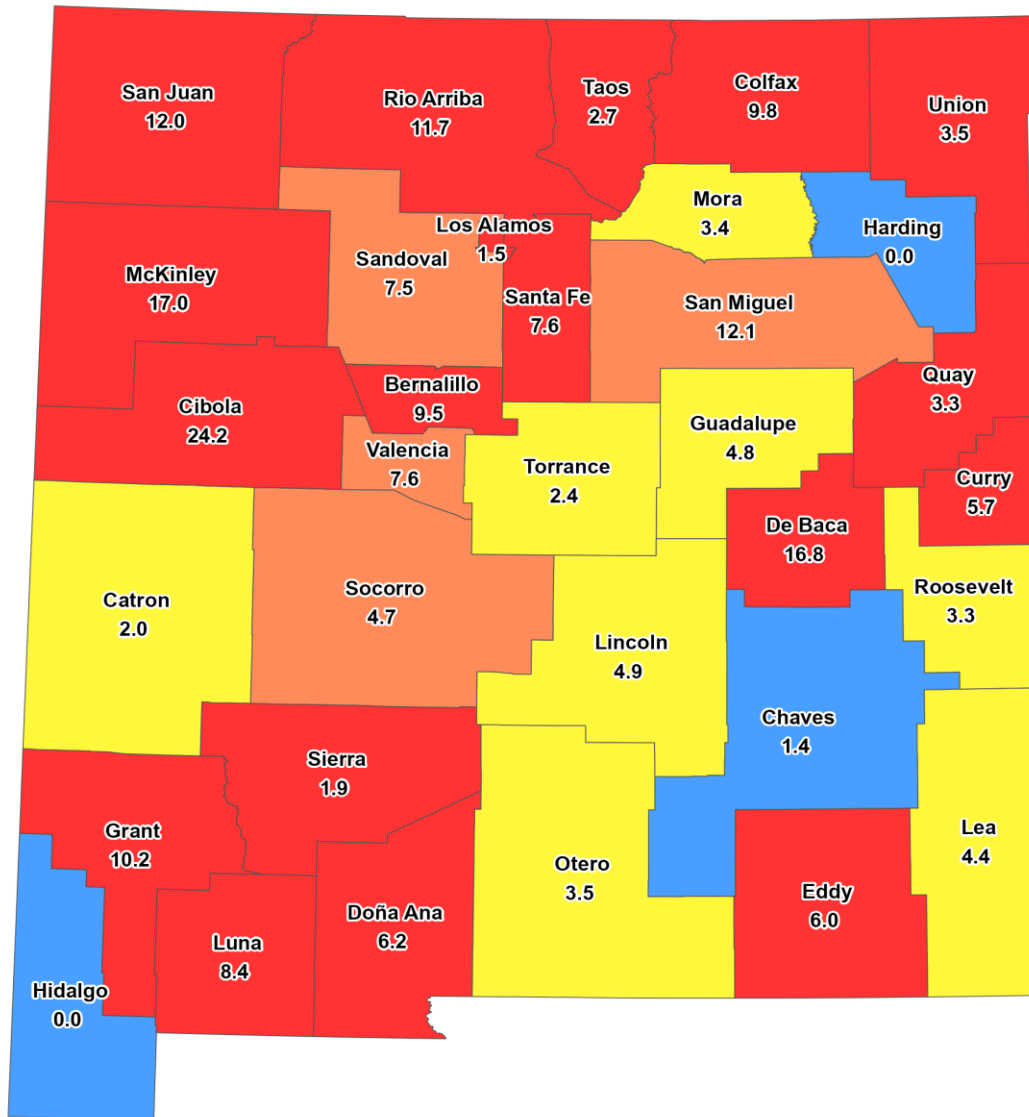 San Juan
12.0
Rio Arriba
11.7
Taos
2.7
Colfax
9.8
Union
3.5
Mora
3.4
Harding
0.0
Los Alamos
1.5
Sandoval
7.5
McKinley
17.0
Santa Fe
7.6
San Miguel
12.1
Quay
3.3
Bernalillo
9.5
Cibola
24.2
Valencia
7.6
Torrance
2.4
Guadalupe
4.8
Curry
5.7
De Baca
16.8
Catron
2.0
Socorro
4.7
Roosevelt
3.3
Lincoln
4.9
Chaves
1.4
Sierra
1.9
Grant
10.2
Lea
4.4
Otero
3.5
Eddy
6.0
Doña Ana
6.2
Luna
8.4
Hidalgo
0.0